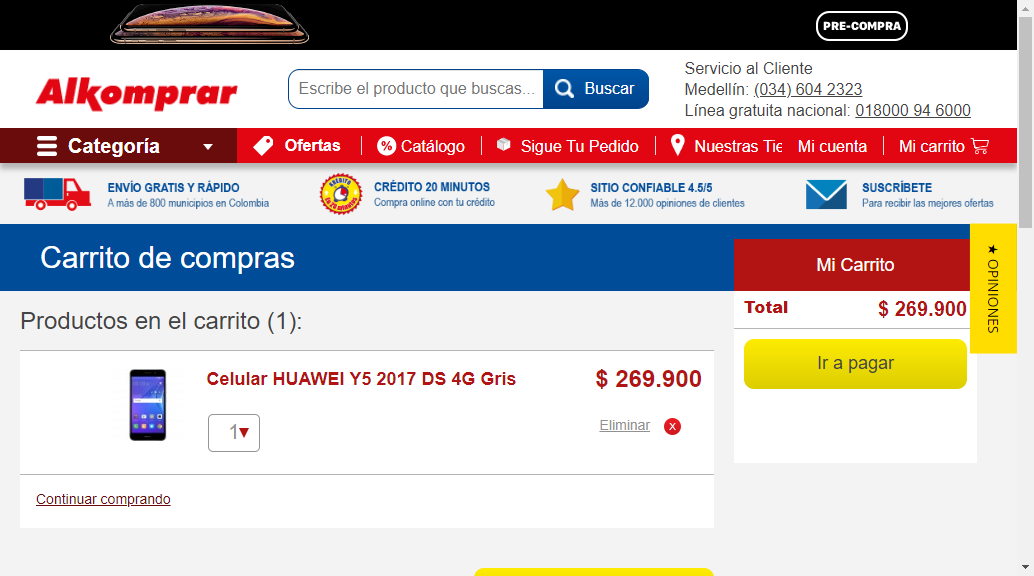 PRE-COMPRA
Alkomprar
Escribe el producto que buscas...
Buscar
Servicio al Cliente
Medellín: (034) 604 2323
Línea gratuita nacional: 018000 94 6000
Categoría
Ofertas
% Catálogo
Sigue Tu Pedido
Nuestras Tie
Mi cuenta
Mi carrito
ENVÍO GRATIS Y RÁPIDO
A más de 800 municipios en Colombia
CRÉDITO 20 MINUTOS
Compra online con tu crédito
SITIO CONFIABLE 4.5/5
Más de 12.000 opiniones de clientes
SUSCRÍBETE
Para recibir las mejores ofertas
Carrito de compras
Mi Carrito
★ OPINIONES
Total $ 269.900
Ir a pagar
Productos en el carrito (1):
Celular HUAWEI Y5 2017 DS 4G Gris
$ 269.900
1
Eliminar x
Continuar comprando